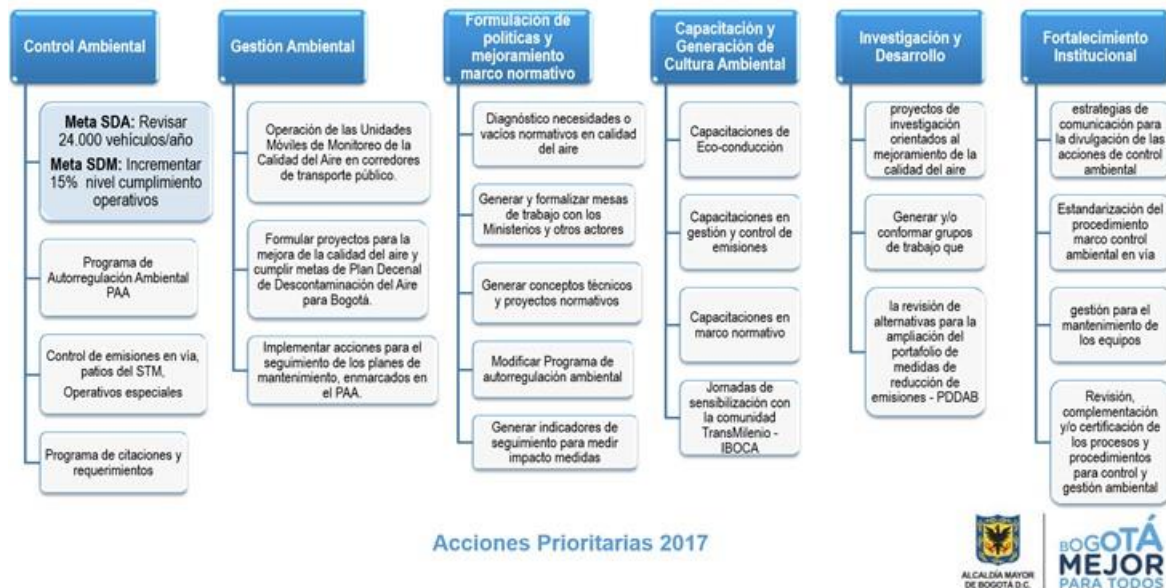 Control Ambiental
Meta SDA: Revisar
24.000 vehículos/año
Meta SDM: Incrementar
15% nivel cumplimiento
operativos
Programa de
Autorregulación Ambiental
PAA
Control de emisiones en vía,
patios del STM,
Operativos especiales
Programa de citaciones y
requerimientos
Gestión Ambiental
Operación de las Unidades
Móviles de Monitoreo de la
Calidad del Aire en corredores
de transporte público.
Formular proyectos para la
mejora de la calidad del aire y
cumplir metas de Plan Decenal
de Descontaminación del Aire
para Bogotá.
Implementar acciones para el
seguimiento de los planes de
mantenimiento, enmarcados en
el PAA.
Formulación de
políticas y
mejoramiento
marco normativo
Diagnóstico necesidades o
vacíos normativos en calidad
del aire
Generar y formalizar mesas
de trabajo con los
Ministerios y otros actores
Generar conceptos técnicos
y proyectos normativos
Modificar Programa de
autorregulación ambiental
Generar indicadores de
seguimiento para medir
impacto medidas
Capacitación y
Generación de
Cultura Ambiental
Capacitaciones de
Eco-conducción
Capacitaciones en
gestión y control de
emisiones
Capacitaciones en
marco normativo
Jornadas de
sensibilización con
la comunidad
TransMilenio -
IBOCA
Investigación y
Desarrollo
proyectos de
investigación
orientados al
mejoramiento de la
calidad del aire
Generar y/o
conformar grupos
de trabajo que
la revisión de
alternativas para la
ampliación del
portafolio de
medidas de
reducción de
emisiones - PDDAB
Fortalecimiento
Institucional
estrategias de
comunicación para
la divulgación de las
acciones de control
ambiental
Estandarización del
procedimiento
marco control
ambiental en vía
gestión para el
mantenimiento de
los equipos
Revisión,
complementación
y/o certificación de
los procesos y
procedimientos
para control y
gestión ambiental
Acciones Prioritarias 2017
ALCALDÍA MAYOR
DE BOGOTÁ D.C.
BOGOTÁ
MEJOR
PARA TODOS